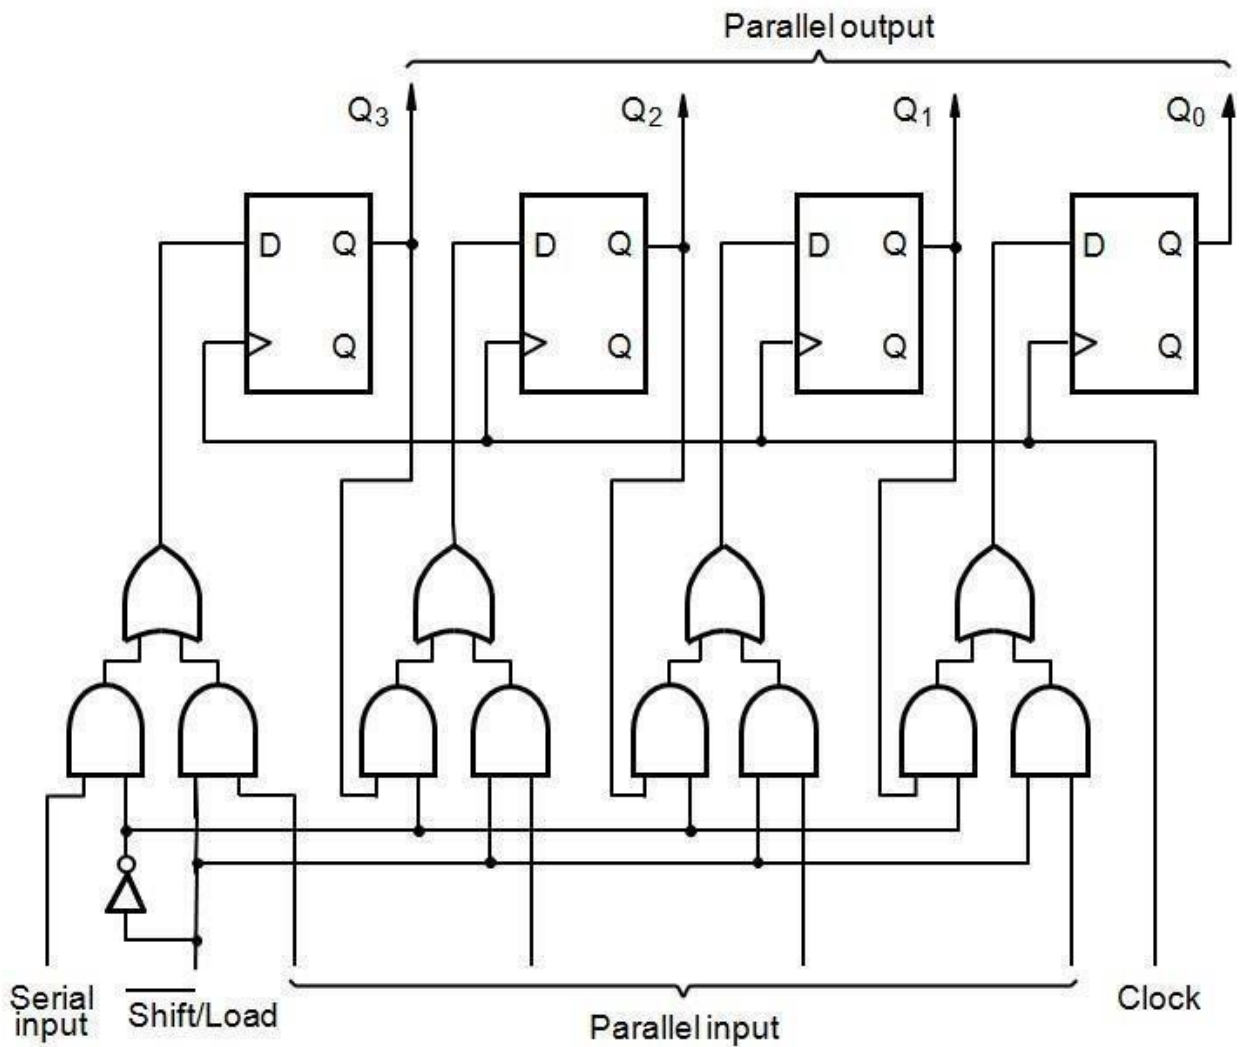 Parallel output
Q3 Q2 Q1 Q0
D Q D Q D Q D Q
Q Q Q Q
Serial input
Shift/Load
Parallel input
Clock